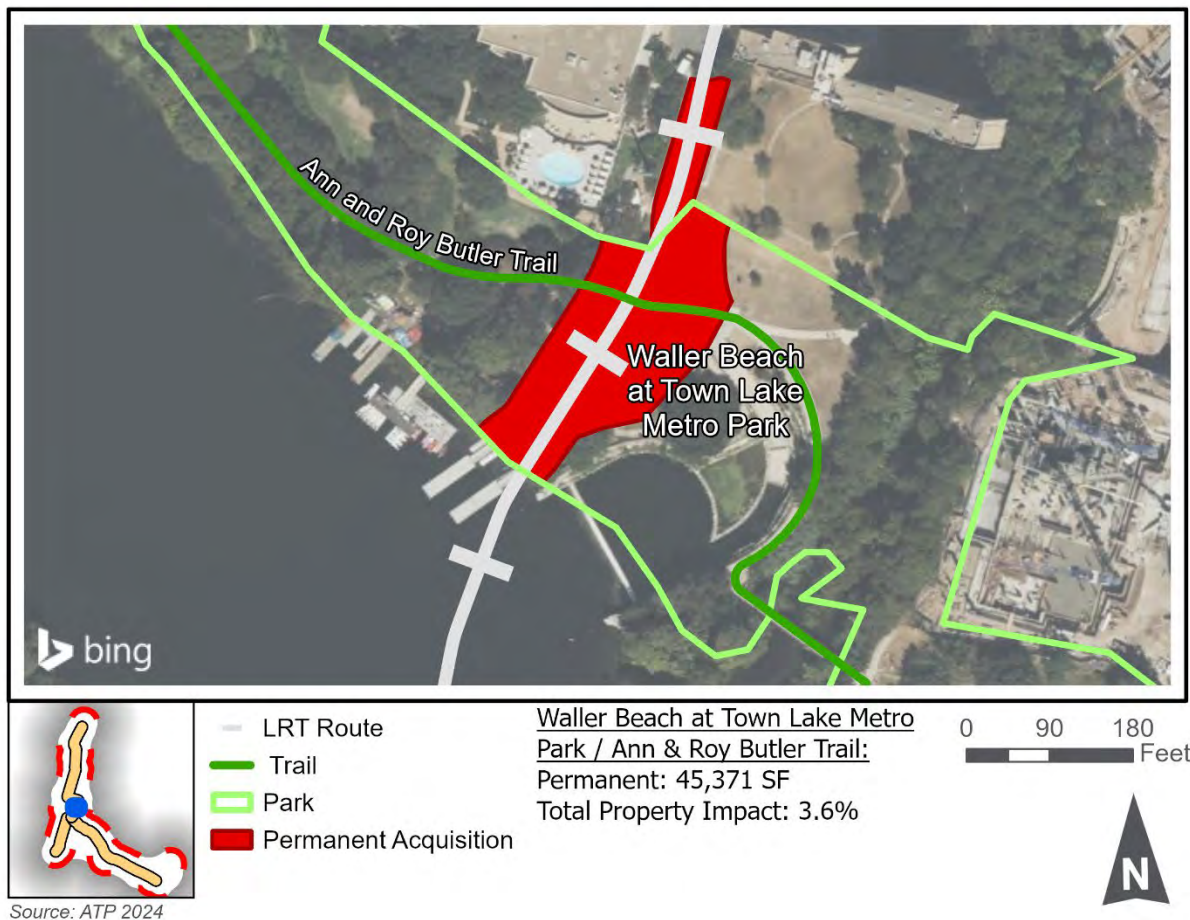 Ann and Roy Butler Trail
Waller Beach
at Town Lake
Metro Park
bing
LRT Route
Trail
Park
Permanent Acquisition
Waller Beach at Town Lake Metro
Park / Ann & Roy Butler Trail:
Permanent: 45,371 SF
Total Property Impact: 3.6%
0 90 180
Feet
N
Source: ATP 2024